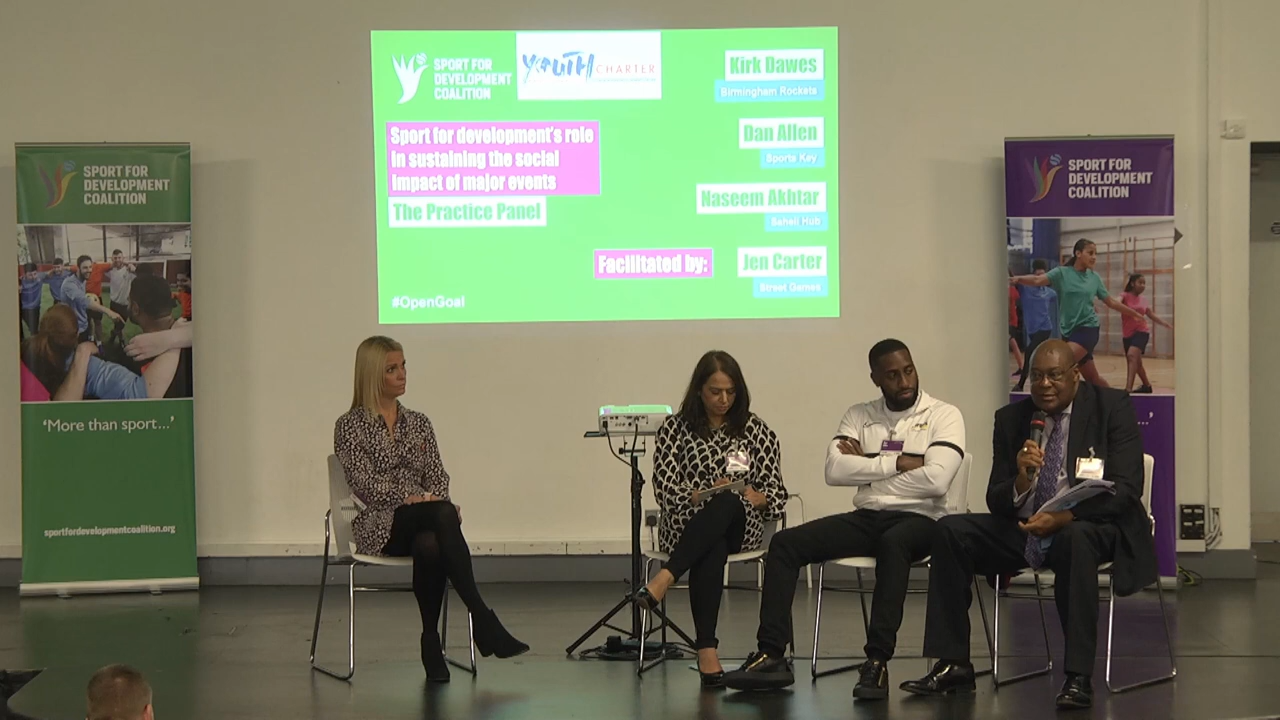 SPORT FOR
DEVELOPMENT
COALITION
YOUTH CHARTER
Kirk Dawes
Birmingham Rockets
Sport for development's role
in sustaining the social
impact of major events
The Practice Panel
Dan Allen
Sports Key
Naseem Akhtar
Saheli Hub
Facilitated by:
Jen Carter
Street Games
#OpenGoal
SPORT FOR
DEVELOPMENT
COALITION
'More than sport...'
sportfordevelopmentcoalition.org
SPORT FOR
DEVELOPMENT
COALITION
...'